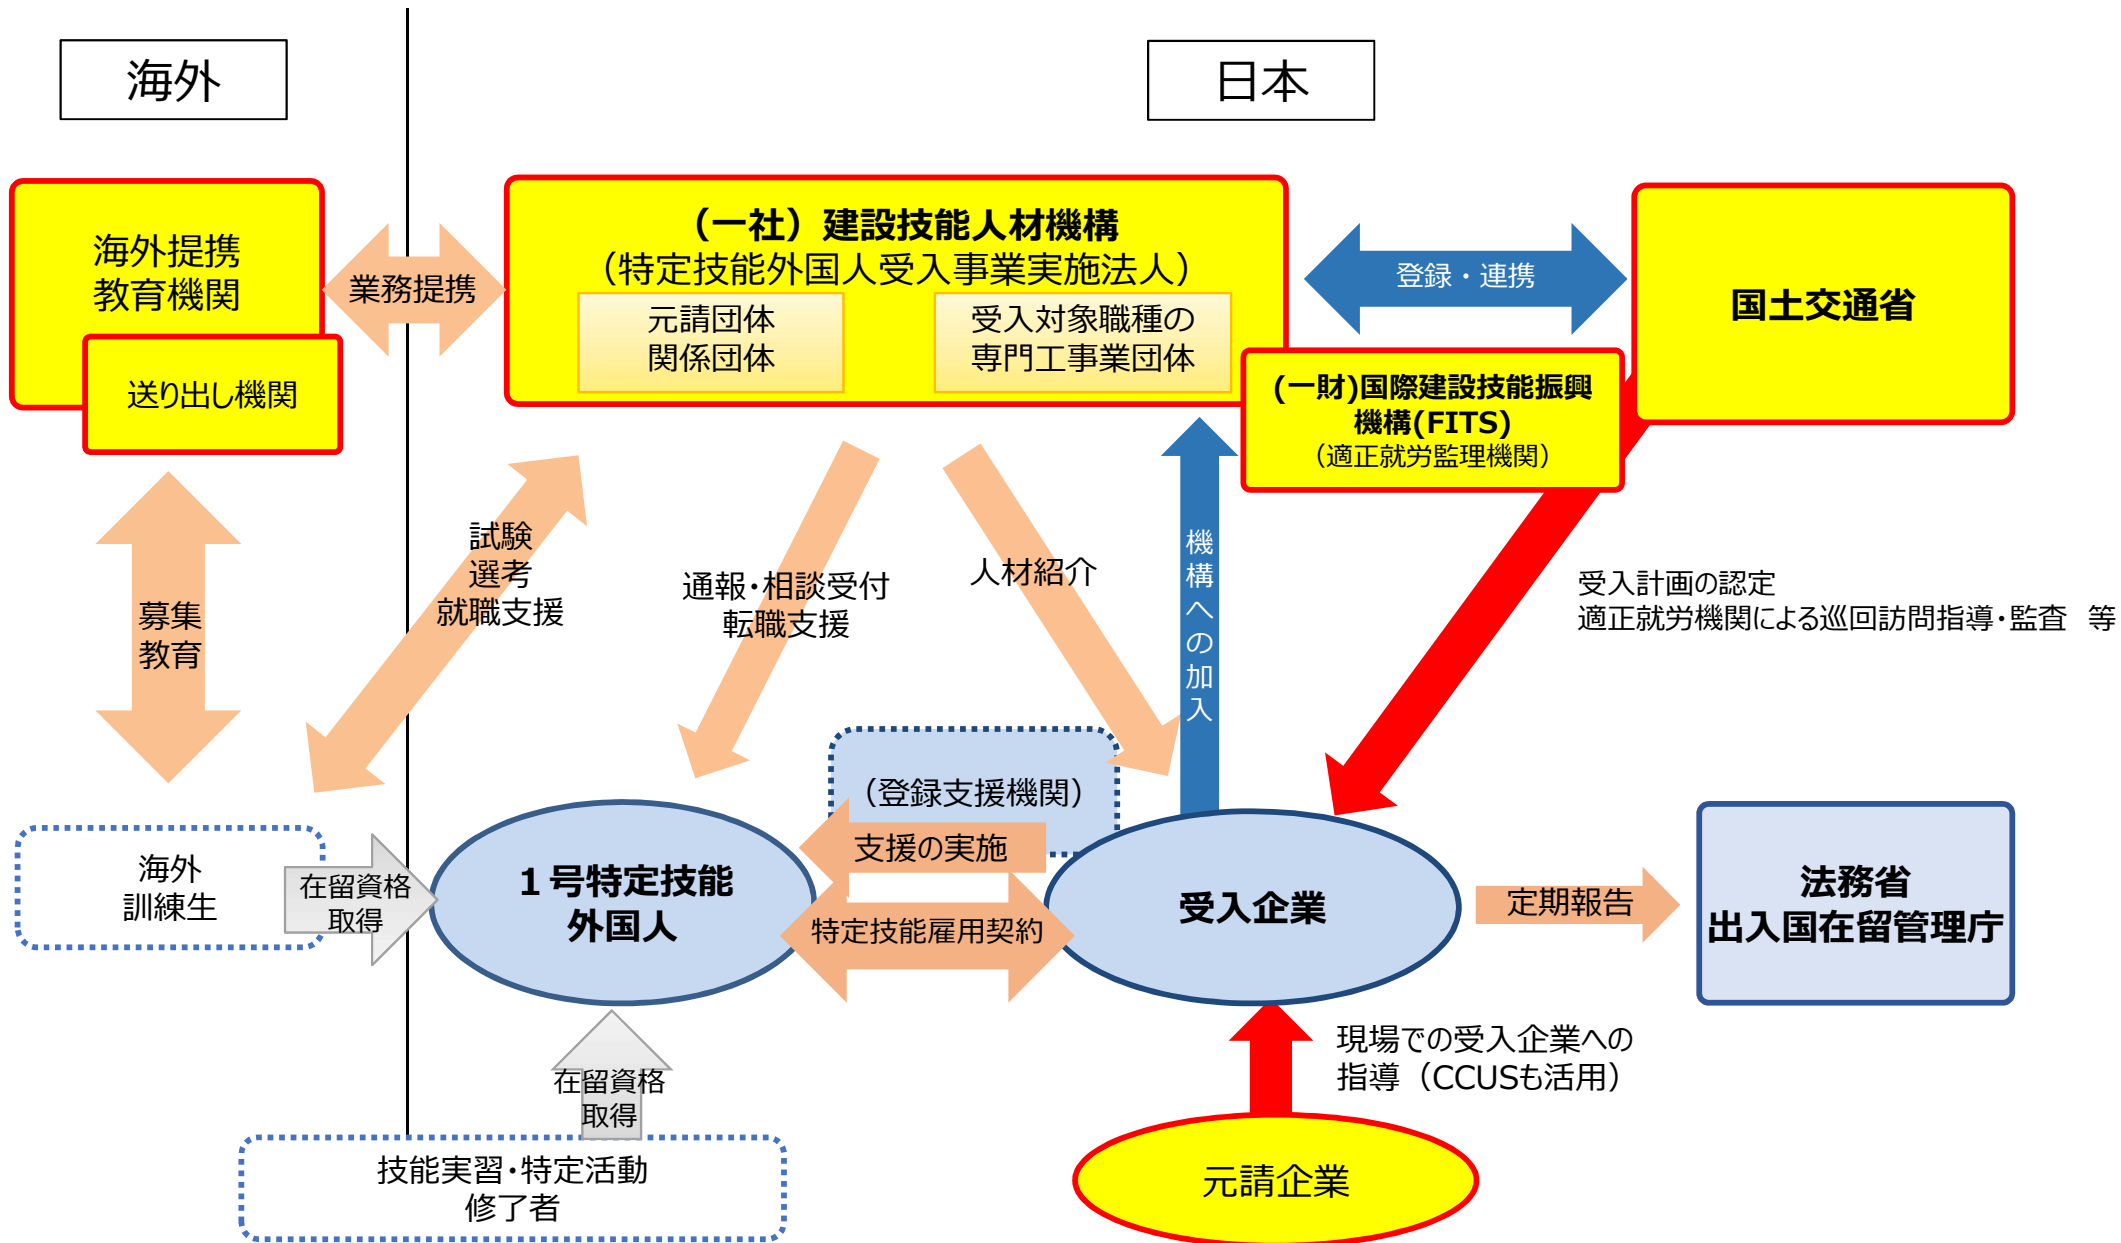 海外
日本
海外提携
教育機関
送り出し機関
業務提携
（一社）建設技能人材機構
（特定技能外国人受入事業実施法人）
元請団体
関係団体
受入対象職種の
専門工事業団体
登録・連携
国土交通省
(一財)国際建設技能振興
機構(FITS)
（適正就労監理機関）
募集
教育
試験
選考
就職支援
通報・相談受付
転職支援
人材紹介
機構への加入
受入計画の認定
適正就労機関による巡回訪問指導・監査　等
（登録支援機関）
支援の実施
海外
訓練生
在留資格
取得
１号特定技能
外国人
特定技能雇用契約
受入企業
定期報告
法務省
出入国在留管理庁
在留資格
取得
現場での受入企業への
指導（CCUSも活用）
技能実習・特定活動
修了者
元請企業